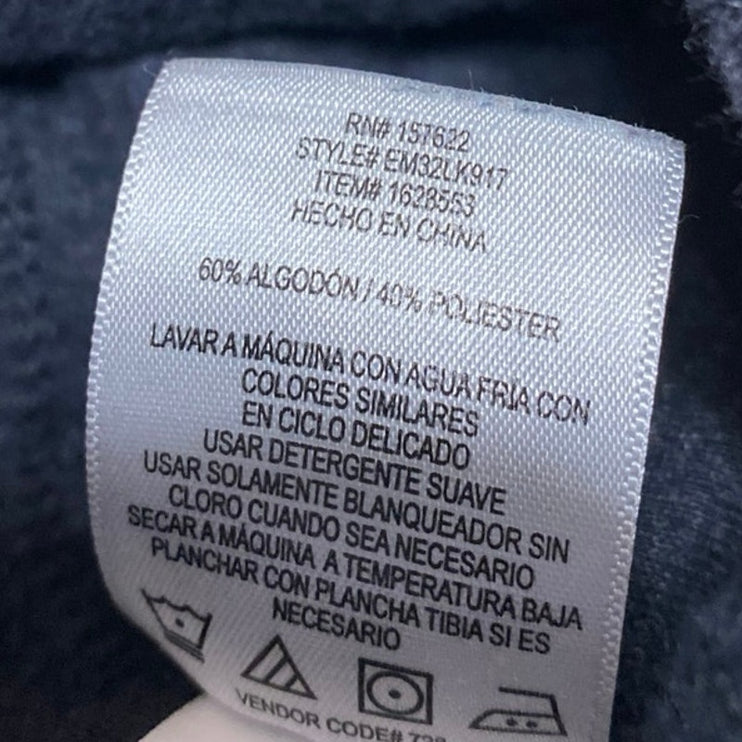 RN# 157622
STYLE# EM32LK917
ITEM# 1628553
HECHO EN CHINA
60% ALGODÓN / 40% POLIESTER
LAVAR A MÁQUINA CON AGUA FRIA CON
COLORES SIMILARES
EN CICLO DELICADO
USAR DETERGENTE SUAVE
USAR SOLAMENTE BLANQUEADOR SIN
CLORO CUANDO SEA NECESARIO
SECAR A MÁQUINA A TEMPERATURA BAJA
PLANCHAR CON PLANCHA TIBIA SI ES
NECESARIO
VENDOR CODE#